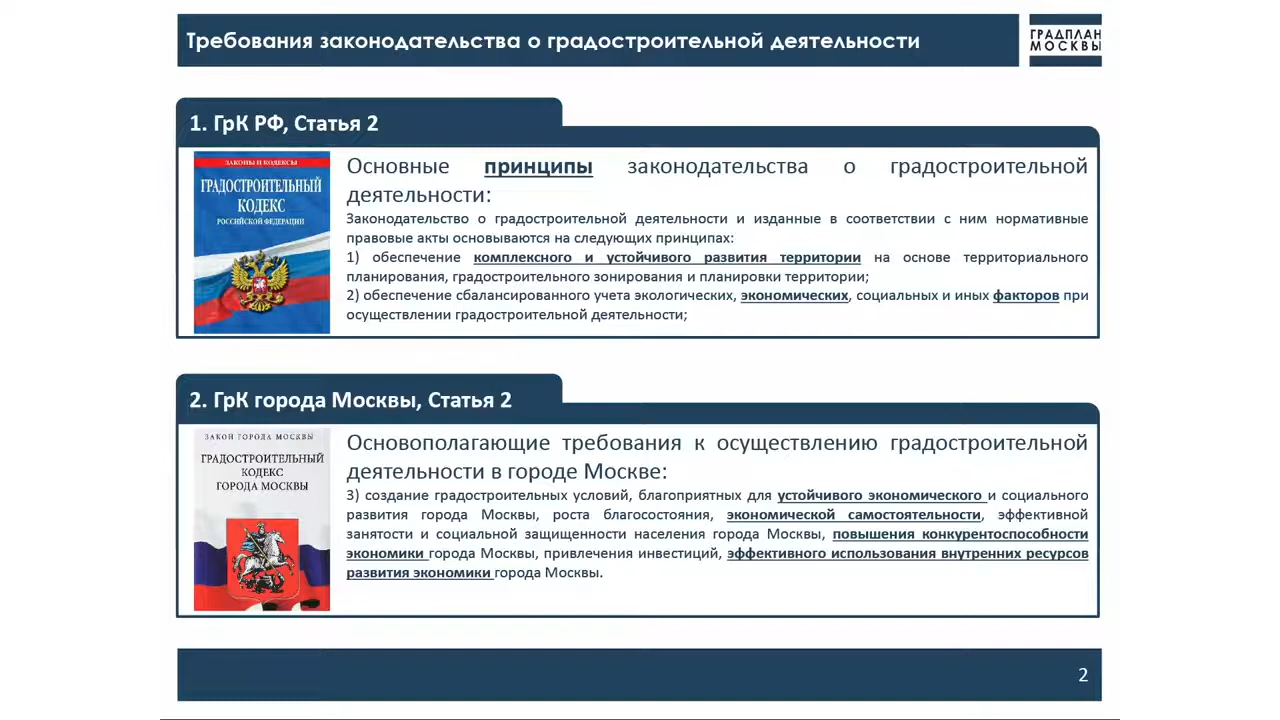 Требования законодательства о градостроительной деятельности
ГРАДПЛАН
МОСКВЫ
1. ГрК РФ, Статья 2
ЗАКОНЫ И КОДЕКСЫ
ГРАДОСТРОИТЕЛЬНЫЙ
КОДЕКС
РОССИЙСКОЙ ФЕДЕРАЦИИ
Основные принципы законодательства о градостроительной
деятельности:
Законодательство о градостроительной деятельности и изданные в соответствии с ним нормативные
правовые акты основываются на следующих принципах:
1) обеспечение комплексного и устойчивого развития территории на основе территориального
планирования, градостроительного зонирования и планировки территории;
2) обеспечение сбалансированного учета экологических, экономических, социальных и иных факторов при
осуществлении градостроительной деятельности;
2. ГрК города Москвы, Статья 2
ЗАКОН ГОРОДА МОСКВЫ
ГРАДОСТРОИТЕЛЬНЫЙ
КОДЕКС
ГОРОДА МОСКВЫ
Основополагающие требования к осуществлению градостроительной
деятельности в городе Москве:
3) создание градостроительных условий, благоприятных для устойчивого экономического и социального
развития города Москвы, роста благосостояния, экономической самостоятельности, эффективной
занятости и социальной защищенности населения города Москвы, повышения конкурентоспособности
экономики города Москвы, привлечения инвестиций, эффективного использования внутренних ресурсов
развития экономики города Москвы.
2